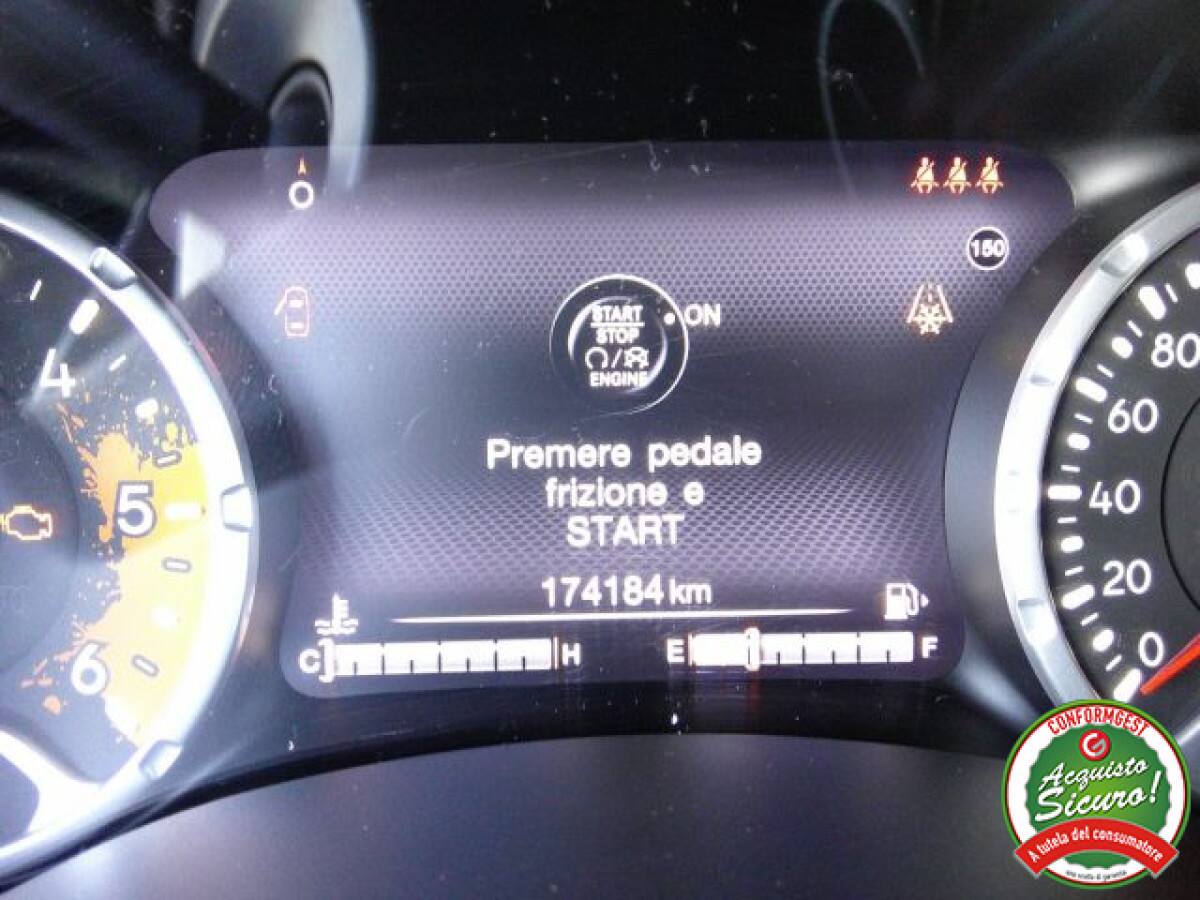 150
START
STOP
ENGINE
ON
Premere pedale
frizione e
START
174184 km
C H
E F
4
5
6
80
60
40
20
0
CONFORMGEST
G
Acquisto
Sicuro!
A tutela del consumatore